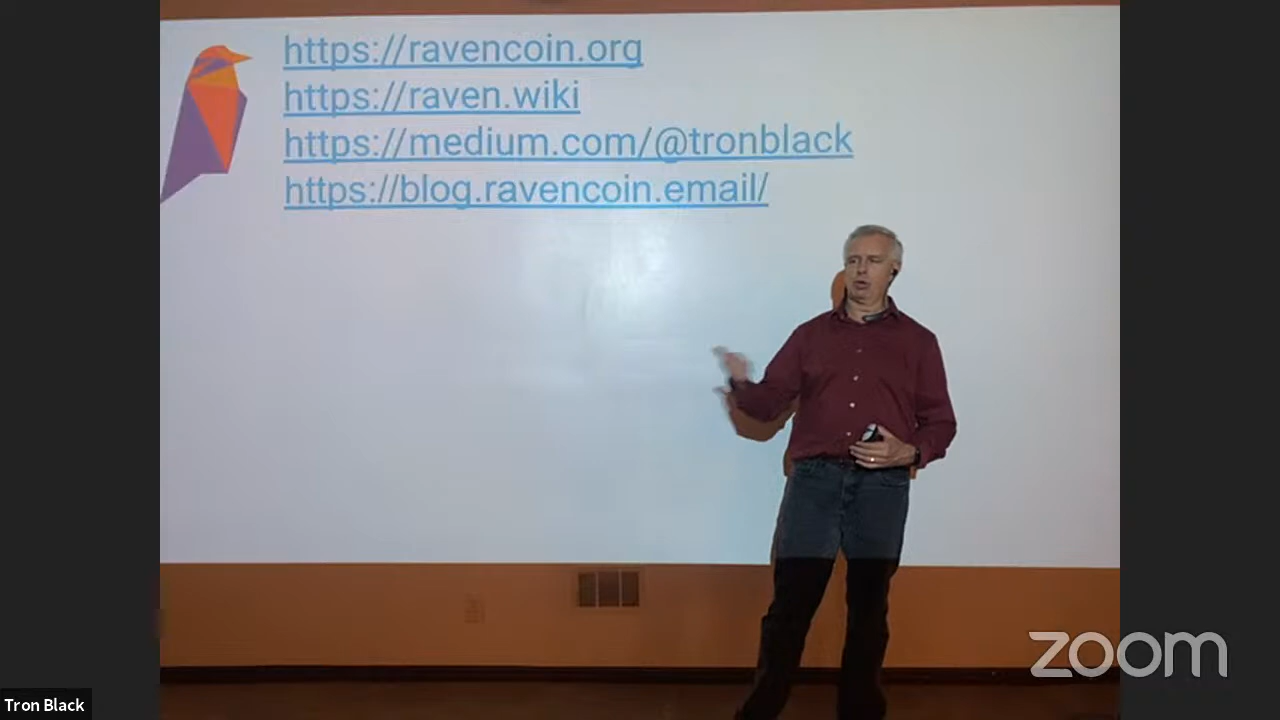 https://ravencoin.org
https://raven.wiki
https://medium.com/@tronblack
https://blog.ravencoin.email/
zoom
Tron Black